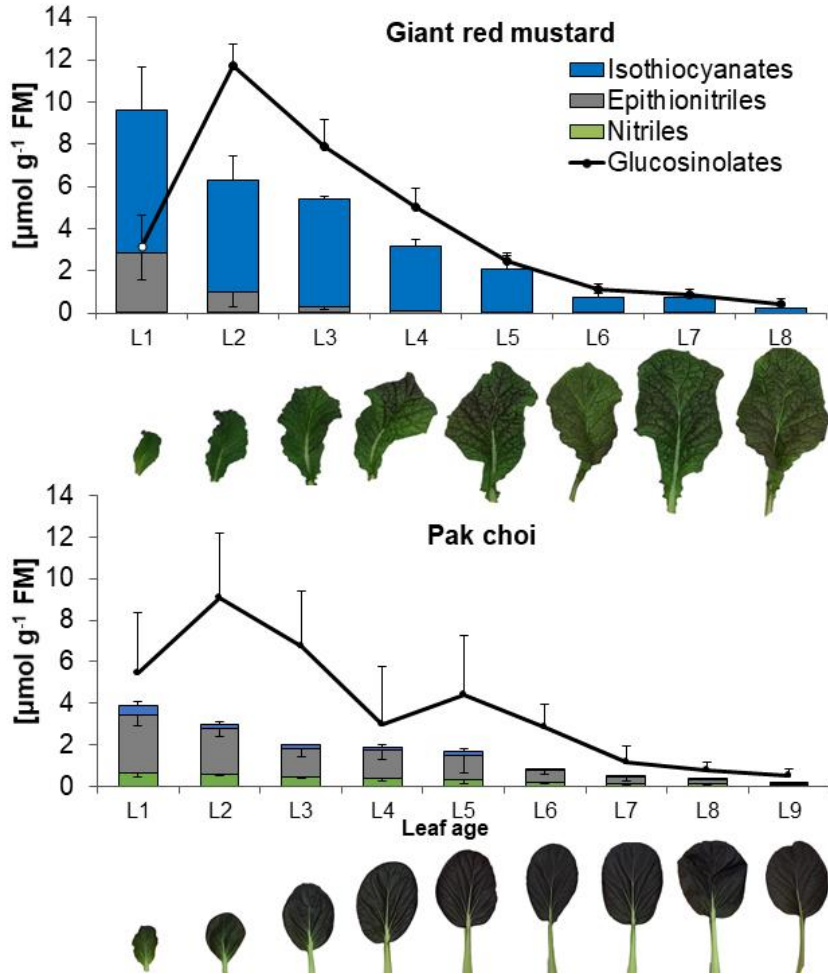 Giant red mustard
Isothiocyanates
Epithionitriles
Nitriles
Glucosinolates
[µmol g⁻¹ FM]
14
12
10
8
6
4
2
0
L1 L2 L3 L4 L5 L6 L7 L8
Pak choi
[µmol g⁻¹ FM]
14
12
10
8
6
4
2
0
L1 L2 L3 L4 L5 L6 L7 L8 L9
Leaf age